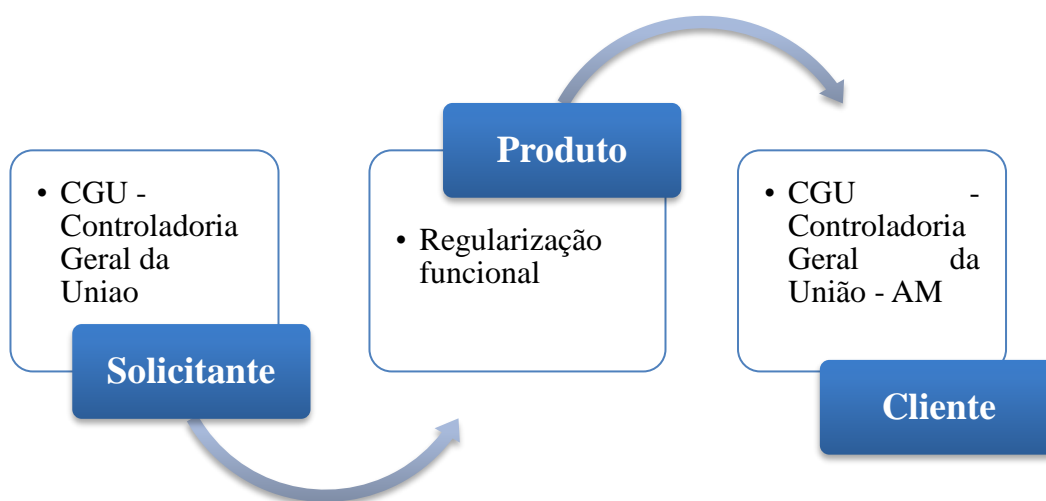 • CGU -
Controladoria
Geral da
Uniao
Solicitante
Produto
• Regularização
funcional
• CGU -
Controladoria
Geral da
União - AM
Cliente